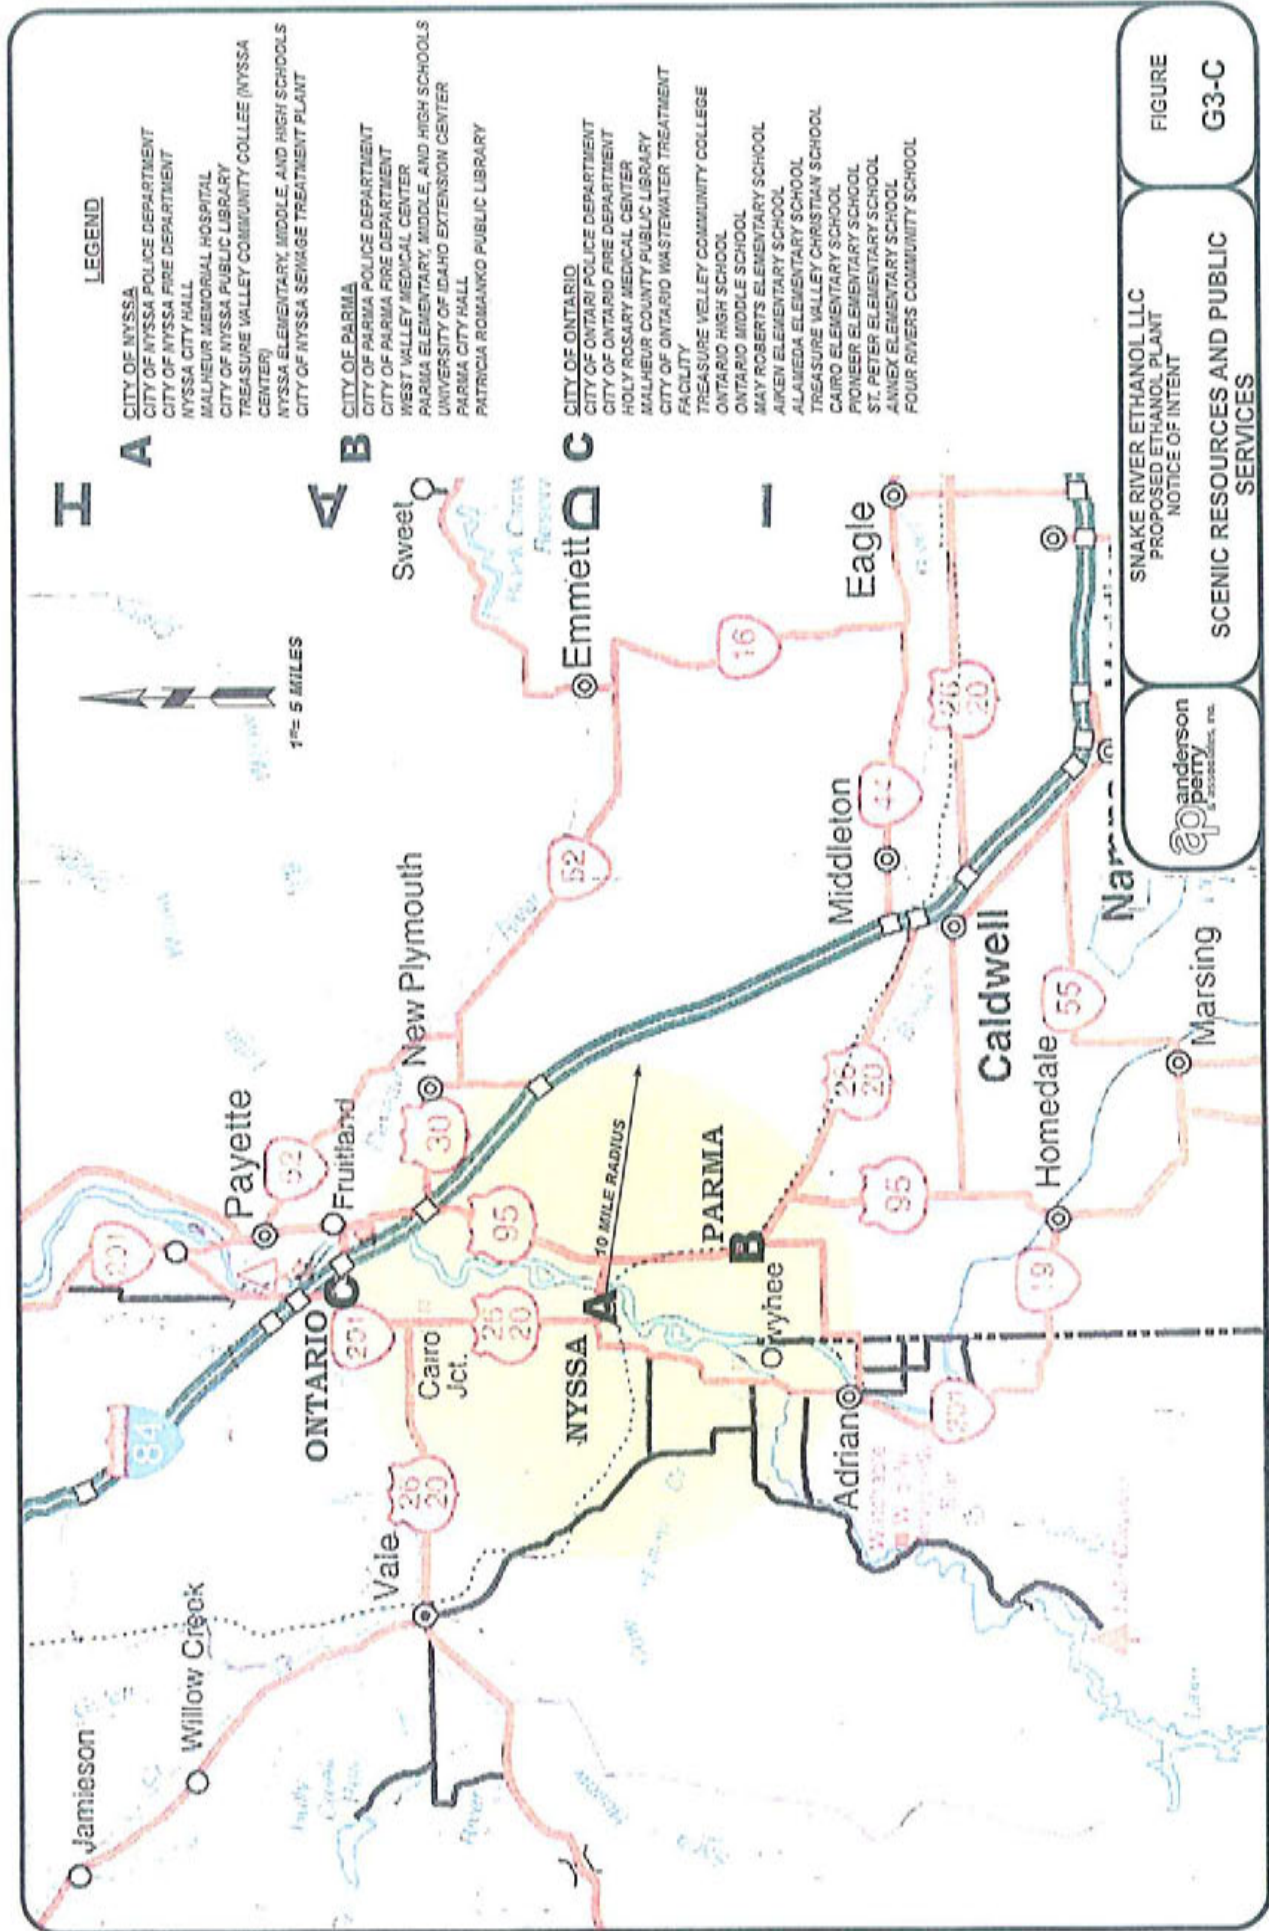 LEGEND
A
CITY OF NYSSA
CITY OF NYSSA POLICE DEPARTMENT
CITY OF NYSSA FIRE DEPARTMENT
NYSSA CITY HALL
MALHEUR MEMORIAL HOSPITAL
CITY OF NYSSA PUBLIC LIBRARY
TREASURE VALLEY COMMUNITY COLLEE (NYSSA
CENTER)
NYSSA ELEMENTARY, MIDDLE, AND HIGH SCHOOLS
CITY OF NYSSA SEWAGE TREATMENT PLANT
B
CITY OF PARMA
CITY OF PARMA POLICE DEPARTMENT
CITY OF PARMA FIRE DEPARTMENT
WEST VALLEY MEDICAL CENTER
PARMA ELEMENTARY, MIDDLE, AND HIGH SCHOOLS
UNIVERSITY OF IDAHO EXTENSION CENTER
PARMA CITY HALL
PATRICIA ROMANKO PUBLIC LIBRARY
C
CITY OF ONTARIO
CITY OF ONTARI POLICE DEPARTMENT
CITY OF ONTARIO FIRE DEPARTMENT
HOLY ROSARY MEDICAL CENTER
MALHEUR COUNTY PUBLIC LIBRARY
CITY OF ONTARIO WASTEWATER TREATMENT
FACILITY
TREASURE VELLEY COMMUNITY COLLEGE
ONTARIO HIGH SCHOOL
ONTARIO MIDDLE SCHOOL
MAY ROBERTS ELEMENTARY SCHOOL
AIKEN ELEMENTARY SCHOOL
ALAMEDA ELEMENTARY SCHOOL
TREASURE VALLEY CHRISTIAN SCHOOL
CAIRO ELEMENTARY SCHOOL
PIONEER ELEMENTARY SCHOOL
ST. PETER ELEMENTARY SCHOOL
ANNEX ELEMENTARY SCHOOL
FOUR RIVERS COMMUNITY SCHOOL
I
D
A
H
N
1"= 5 MILES
Jamieson
Willow Creek
84
201
Payette
52
Fruitland
ONTARIO
C
201
Vale
26
20
Cairo
Jct.
26
20
95
30
New Plymouth
52
River
Sweet
Emmett
16
NYSSA
A
10 MILE RADIUS
PARMA
B
Owyhee
Adrian
201
19
95
26
20
Homedale
Marsing
55
Caldwell
Middleton
44
26
20
Eagle
Nam
anderson
perry
& associates, inc.
SNAKE RIVER ETHANOL LLC
PROPOSED ETHANOL PLANT
NOTICE OF INTENT
SCENIC RESOURCES AND PUBLIC
SERVICES
FIGURE
G3-C